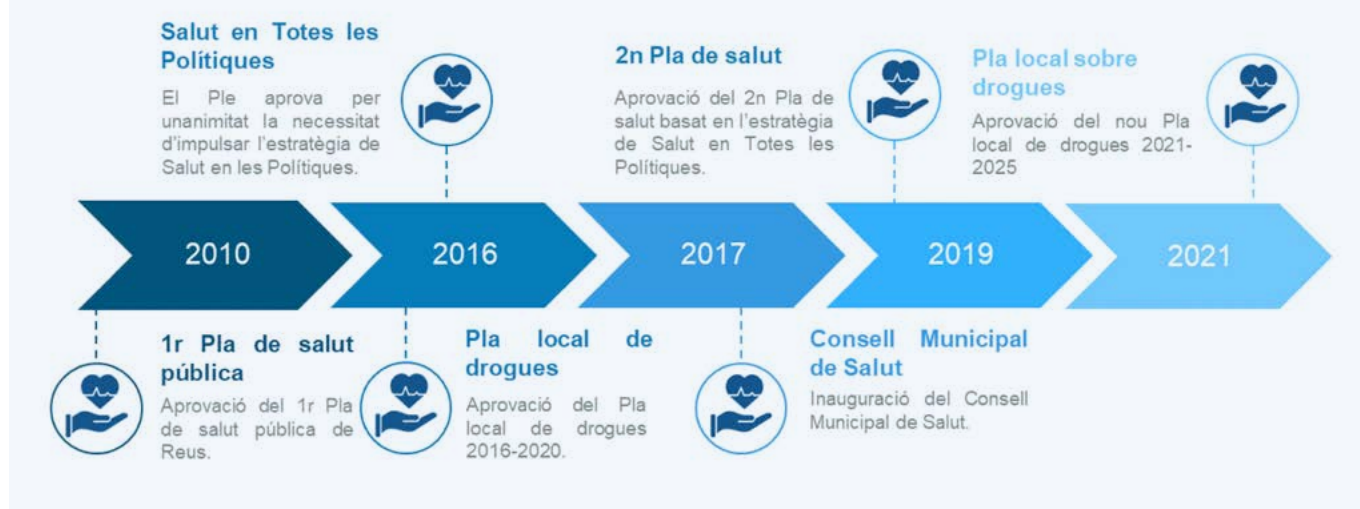 Salut en Totes les
Polítiques
El Ple aprova per
unanimitat la necessitat
d'impulsar l'estratègia de
Salut en les Polítiques.
2n Pla de salut
Aprovació del 2n Pla de
salut basat en l'estratègia
de Salut en Totes les
Polítiques.
Pla local sobre
drogues
Aprovació del nou Pla
local de drogues 2021-
2025
2010
2016
2017
2019
2021
1r Pla de salut
pública
Aprovació del 1r Pla
de salut pública de
Reus.
Pla local de
drogues
Aprovació del Pla
local de drogues
2016-2020.
Consell Municipal
de Salut
Inauguració del Consell
Municipal de Salut.